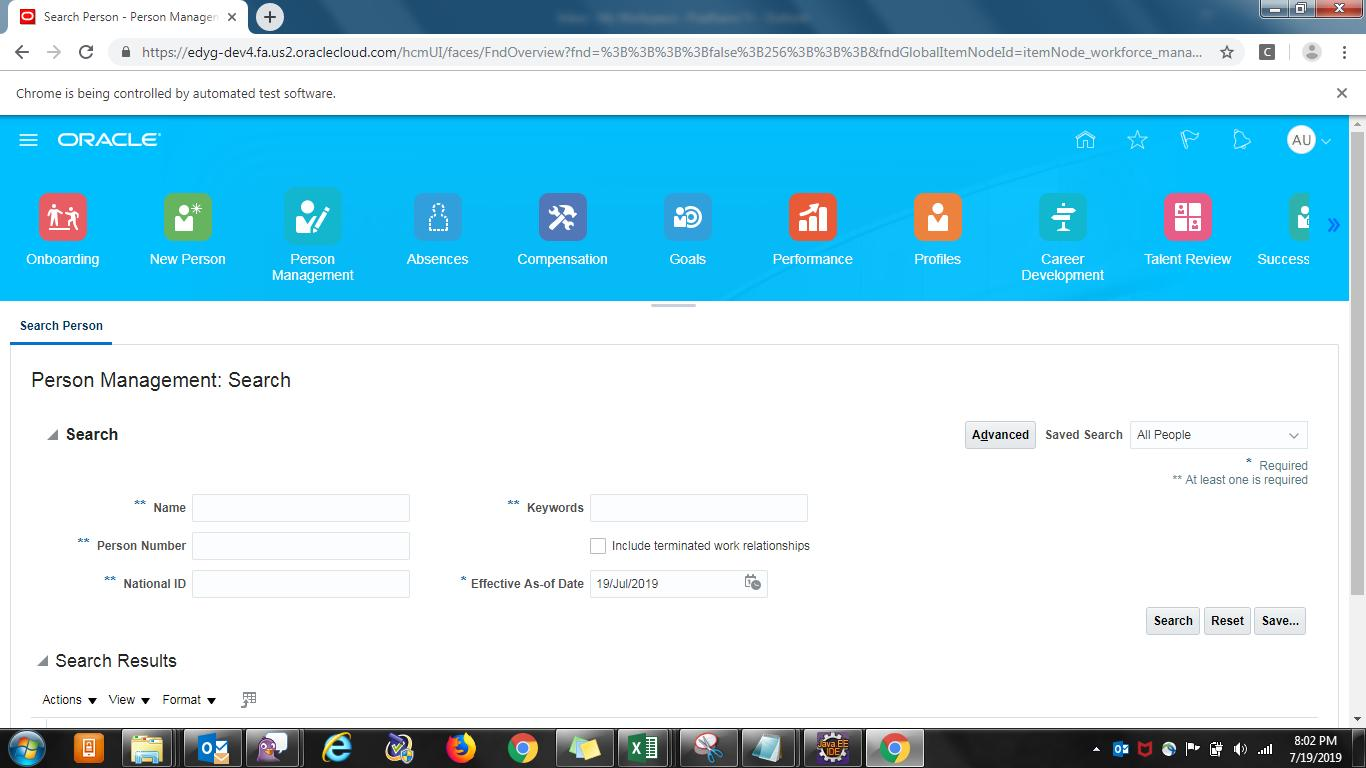 Search Person - Person Managen
https://edyg-dev4.fa.us2.oraclecloud.com/hcmUI/faces/FndOverview?fnd=%3B%3B%3B%3Bfalse%3B256%3B%3B%3B&fndGlobalItemNodeId=itemNode_workforce_mana...
C
Chrome is being controlled by automated test software.
ORACLE
AU
Onboarding
New Person
Person
Management
Absences
Compensation
Goals
Performance
Profiles
Career
Development
Talent Review
Success
Search Person
Person Management: Search
Search
Advanced Saved Search All People
* Required
** At least one is required
** Name
** Keywords
** Person Number
Include terminated work relationships
** National ID
* Effective As-of Date 19/Jul/2019
Search Reset Save...
Search Results
Actions View Format
Java EE
IDE
8:02 PM
7/19/2019